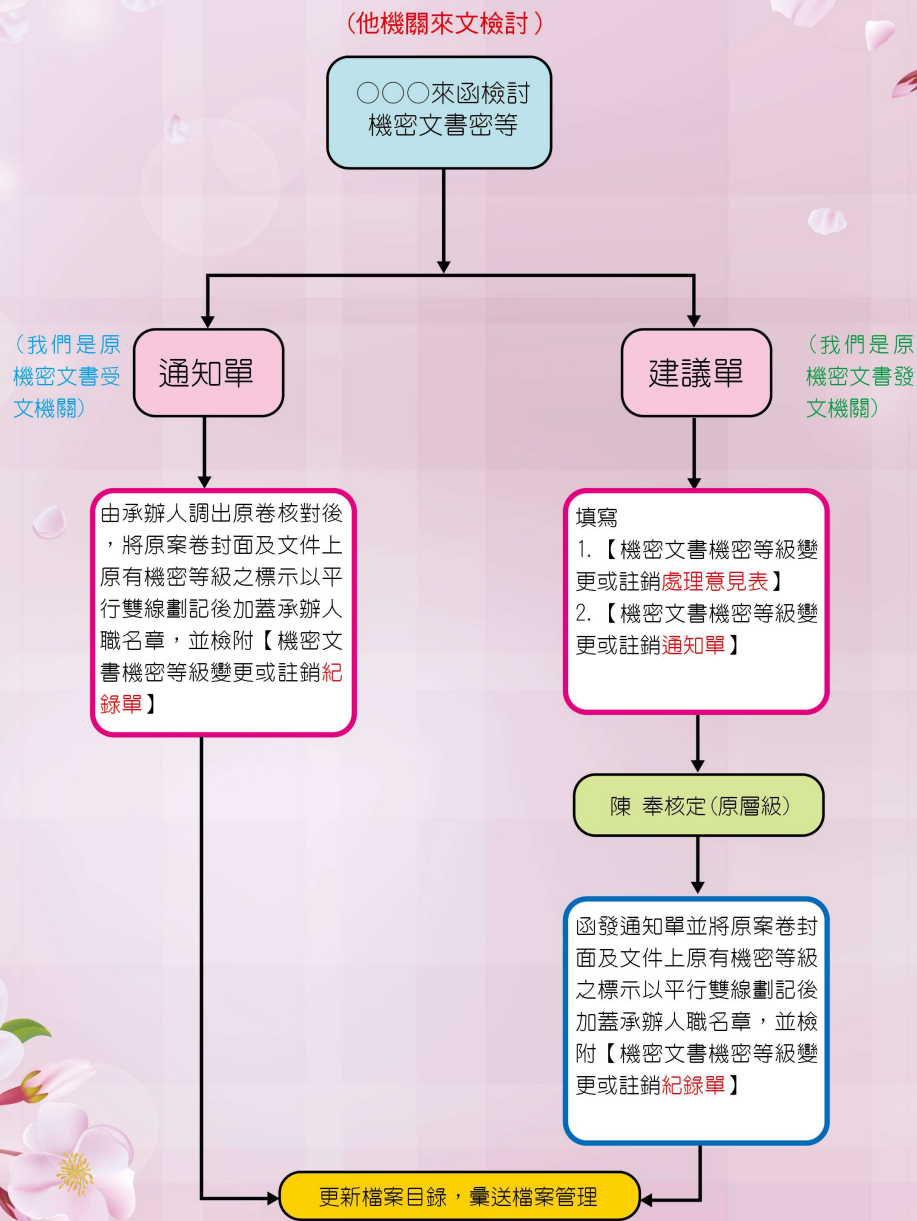 (他機關來文檢討)
○○○來函檢討
機密文書密等
(我們是原
機密文書受
文機關)
通知單
建議單
(我們是原
機密文書發
文機關)
由承辦人調出原卷核對後
，將原案卷封面及文件上
原有機密等級之標示以平
行雙線劃記後加蓋承辦人
職名章，並檢附【機密文
書機密等級變更或註銷紀
錄單】
填寫
1.【機密文書機密等級變
更或註銷處理意見表】
2.【機密文書機密等級變
更或註銷通知單】
陳 奉核定(原層級)
函發通知單並將原案卷封
面及文件上原有機密等級
之標示以平行雙線劃記後
加蓋承辦人職名章，並檢
附【機密文書機密等級變
更或註銷紀錄單】
更新檔案目錄，彙送檔案管理